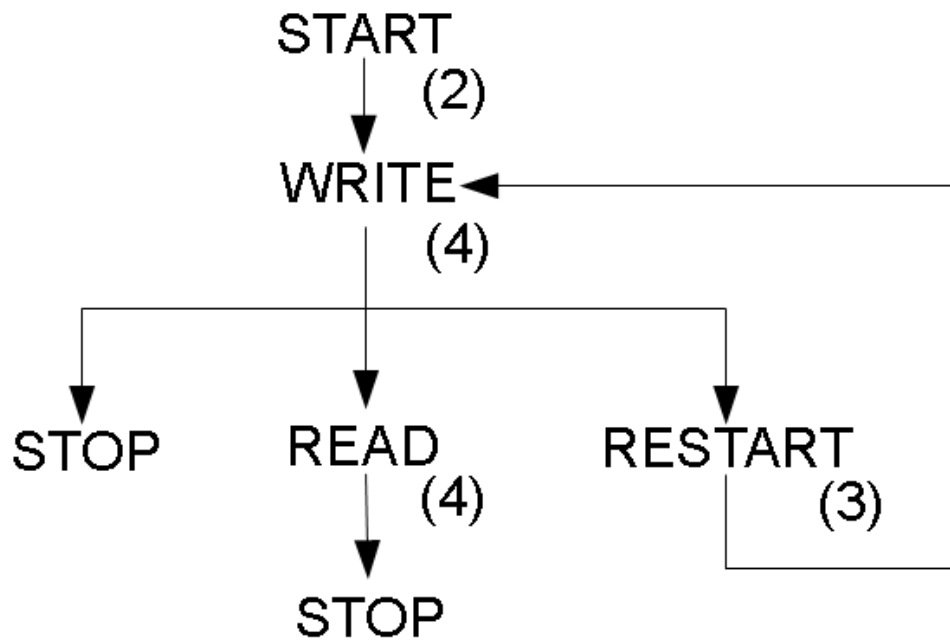 START
(2)
WRITE
(4)
STOP
READ
RESTART
(4)
(3)
STOP